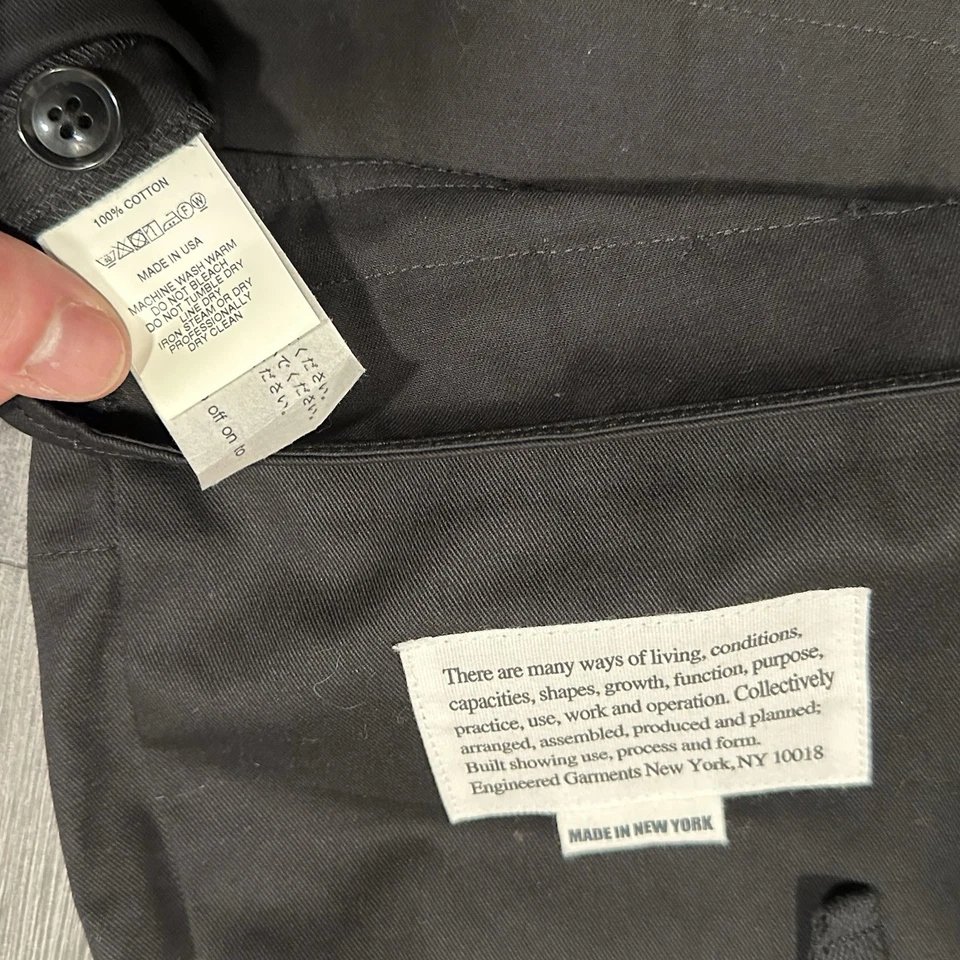 100% COTTON
F W
MADE IN USA
MACHINE WASH WARM
DO NOT BLEACH
DO NOT TUMBLE DRY
LINE DRY
IRON STEAM OR DRY
PROFESSIONALLY
DRY CLEAN
off on to
There are many ways of living, conditions,
capacities, shapes, growth, function, purpose,
practice, use, work and operation. Collectively
arranged, assembled, produced and planned;
Built showing use, process and form.
Engineered Garments New York, NY 10018
MADE IN NEW YORK